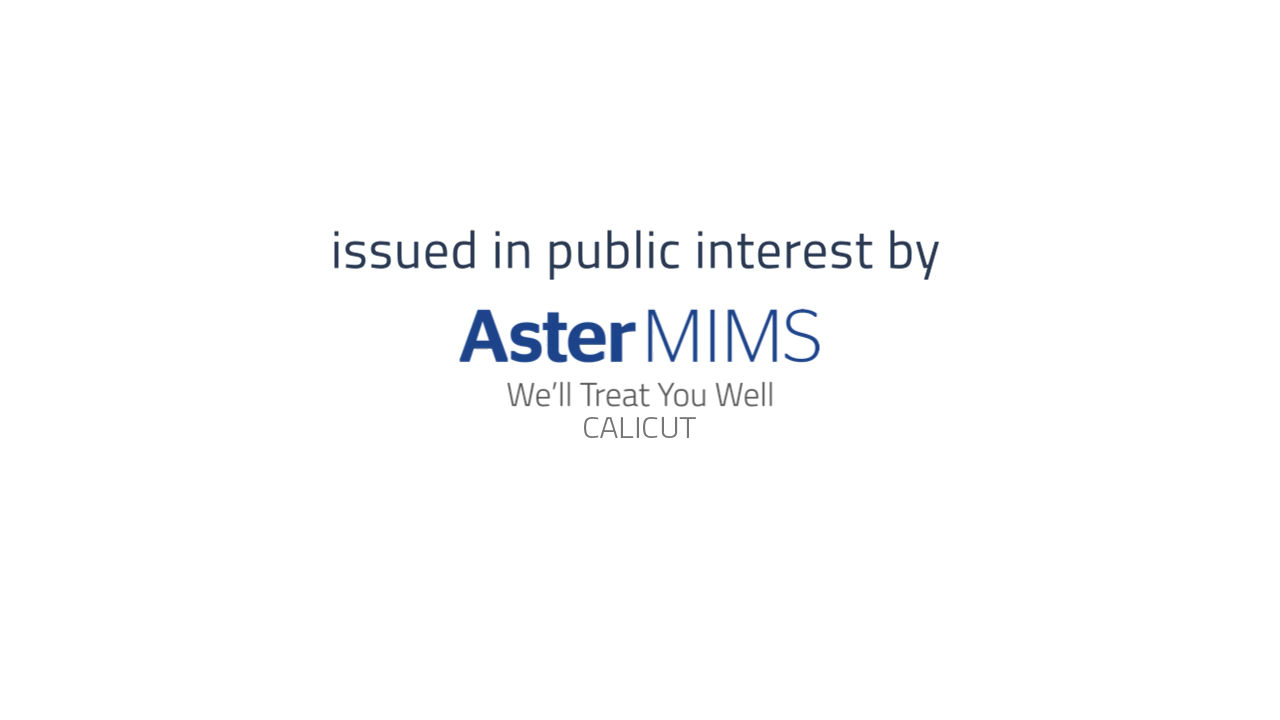 issued in public interest by
Aster MIMS
We'll Treat You Well
CALICUT